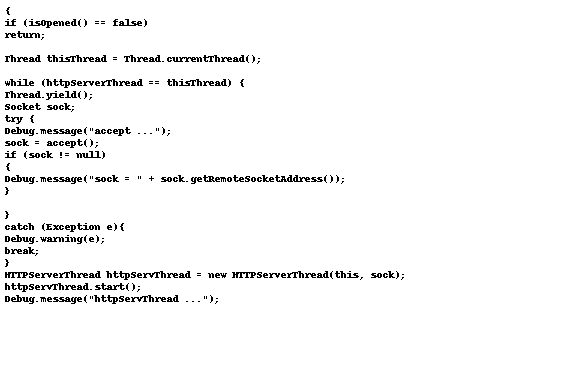 {
if (isOpened() == false)
return;
Thread thisThread = Thread.currentThread();
while (httpServerThread == thisThread) {
Thread.yield();
Socket sock;
try {
Debug.message("accept ...");
sock = accept();
if (sock != null)
{
Debug.message("sock = " + sock.getRemoteSocketAddress());
}
}
catch (Exception e){
Debug.warning(e);
break;
}
HTTPServerThread httpServThread = new HTTPServerThread(this, sock);
httpServThread.start();
Debug.message("httpServThread ...");